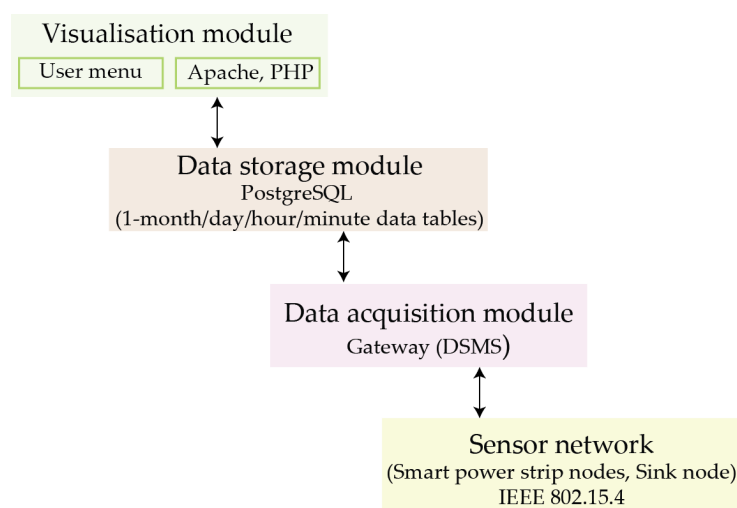 Visualisation module
User menu
Apache, PHP
Data storage module
PostgreSQL
(1-month/day/hour/minute data tables)
Data acquisition module
Gateway (DSMS)
Sensor network
(Smart power strip nodes, Sink node)
IEEE 802.15.4